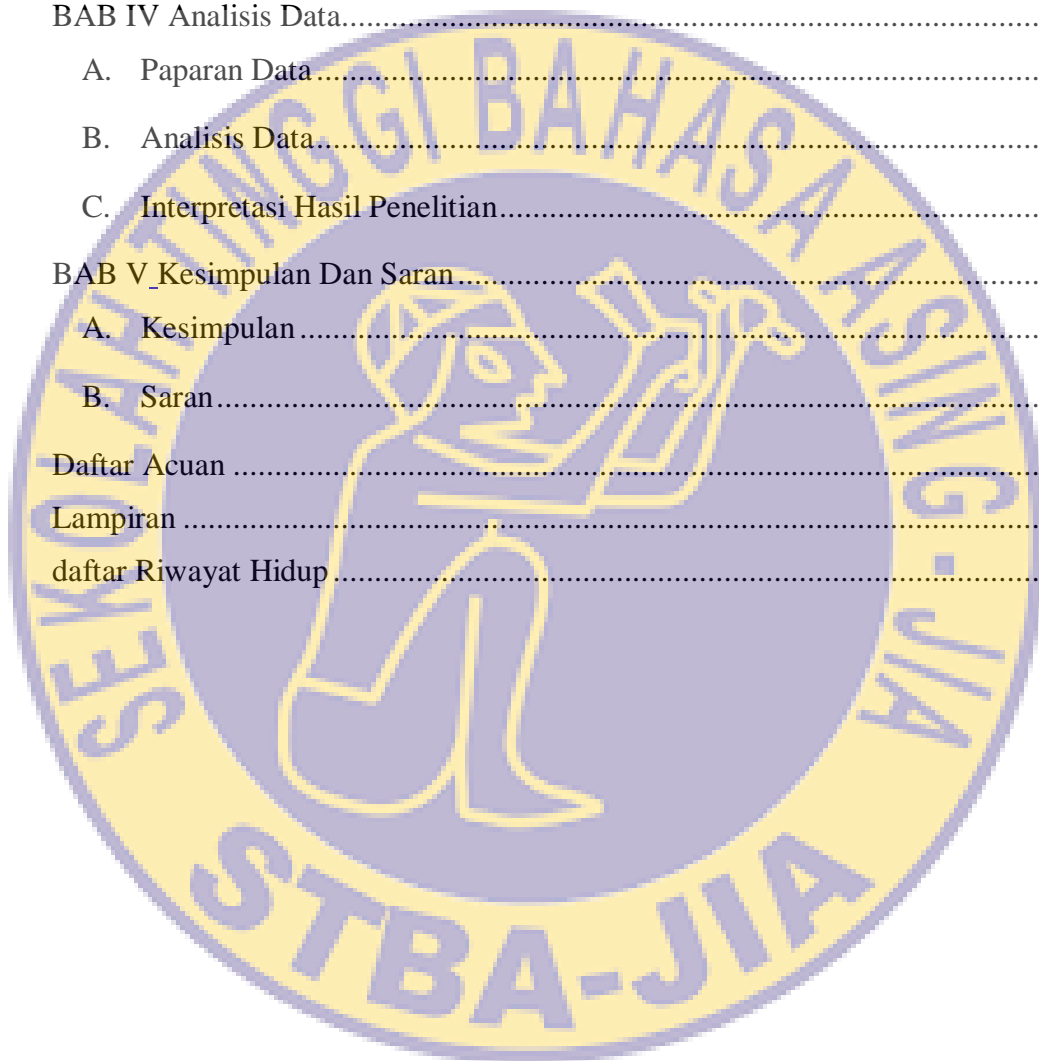 BAB IV Analisis Data........................................................................
A. Paparan Data........................................................................
B. Analisis Data........................................................................
C. Interpretasi Hasil Penelitian........................................................................
BAB V Kesimpulan Dan Saran........................................................................
A. Kesimpulan........................................................................
B. Saran........................................................................
Daftar Acuan........................................................................
Lampiran........................................................................
daftar Riwayat Hidup........................................................................
SEKOLAH TINGGI BAHASA ASING - JIA
STBA-JIA